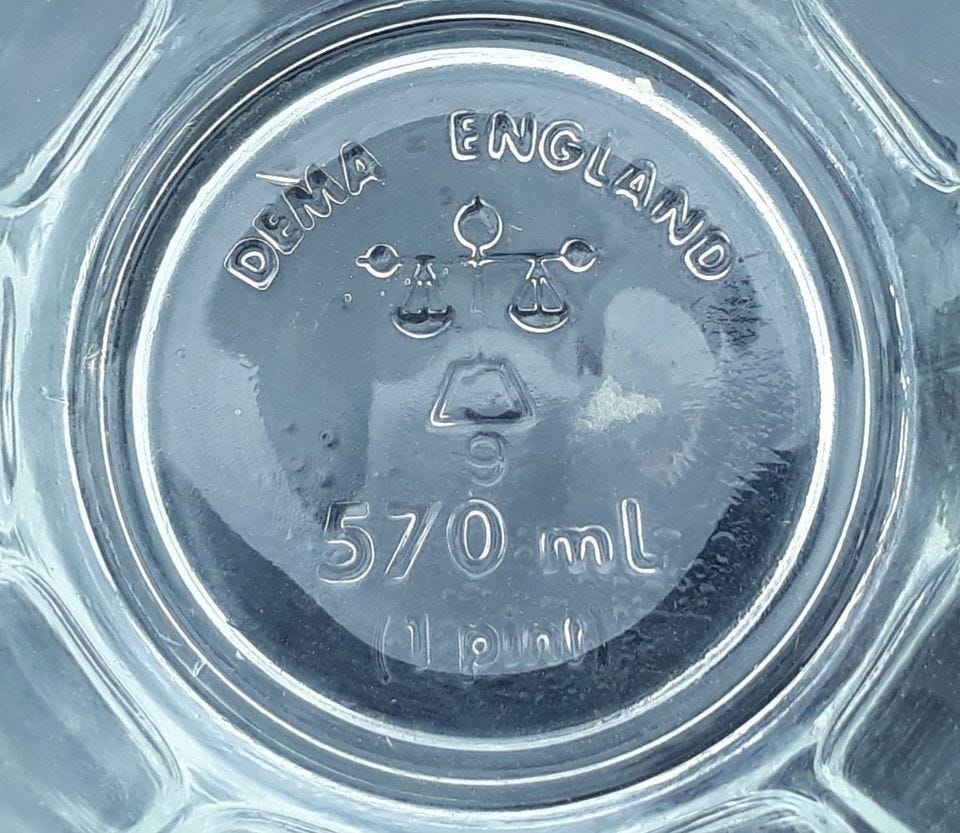 DEMA ENGLAND
9
570 ml
(1 pint)